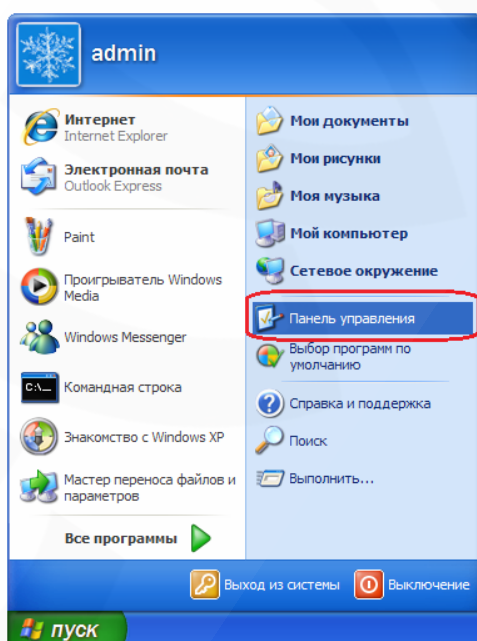 admin
Интернет
Internet Explorer
Электронная почта
Outlook Express
Paint
Проигрыватель Windows
Media
Windows Messenger
C:\_
Командная строка
Знакомство с Windows XP
Мастер переноса файлов и
параметров
Все программы
Мои документы
Мои рисунки
Моя музыка
Мой компьютер
Сетевое окружение
Панель управления
Выбор программ по
умолчанию
Справка и поддержка
Поиск
Выполнить...
Выход из системы
Выключение
пуск